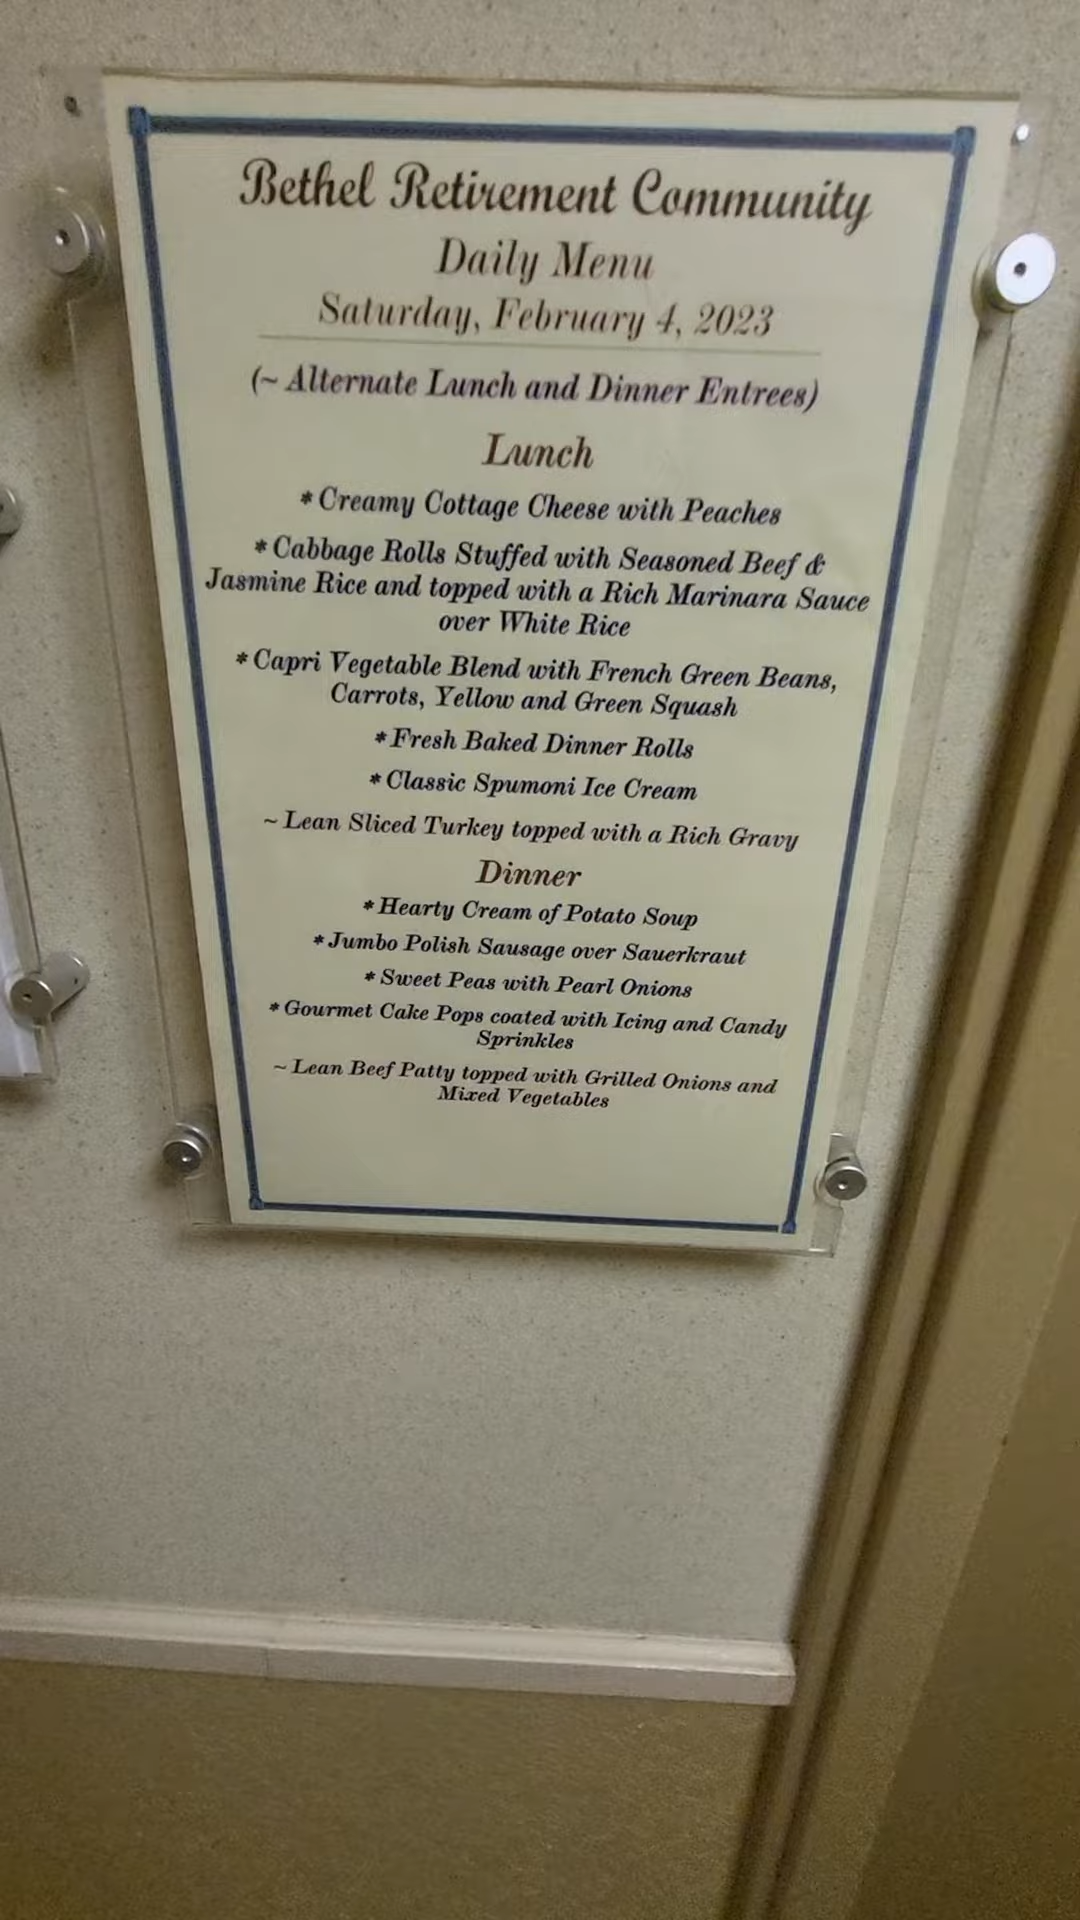 Bethel Retirement Community
Daily Menu
Saturday, February 4, 2023
(~ Alternate Lunch and Dinner Entrees)
Lunch
* Creamy Cottage Cheese with Peaches
* Cabbage Rolls Stuffed with Seasoned Beef &
Jasmine Rice and topped with a Rich Marinara Sauce
over White Rice
* Capri Vegetable Blend with French Green Beans,
Carrots, Yellow and Green Squash
* Fresh Baked Dinner Rolls
* Classic Spumoni Ice Cream
~ Lean Sliced Turkey topped with a Rich Gravy
Dinner
* Hearty Cream of Potato Soup
* Jumbo Polish Sausage over Sauerkraut
* Sweet Peas with Pearl Onions
* Gourmet Cake Pops coated with Icing and Candy
Sprinkles
~ Lean Beef Patty topped with Grilled Onions and
Mixed Vegetables